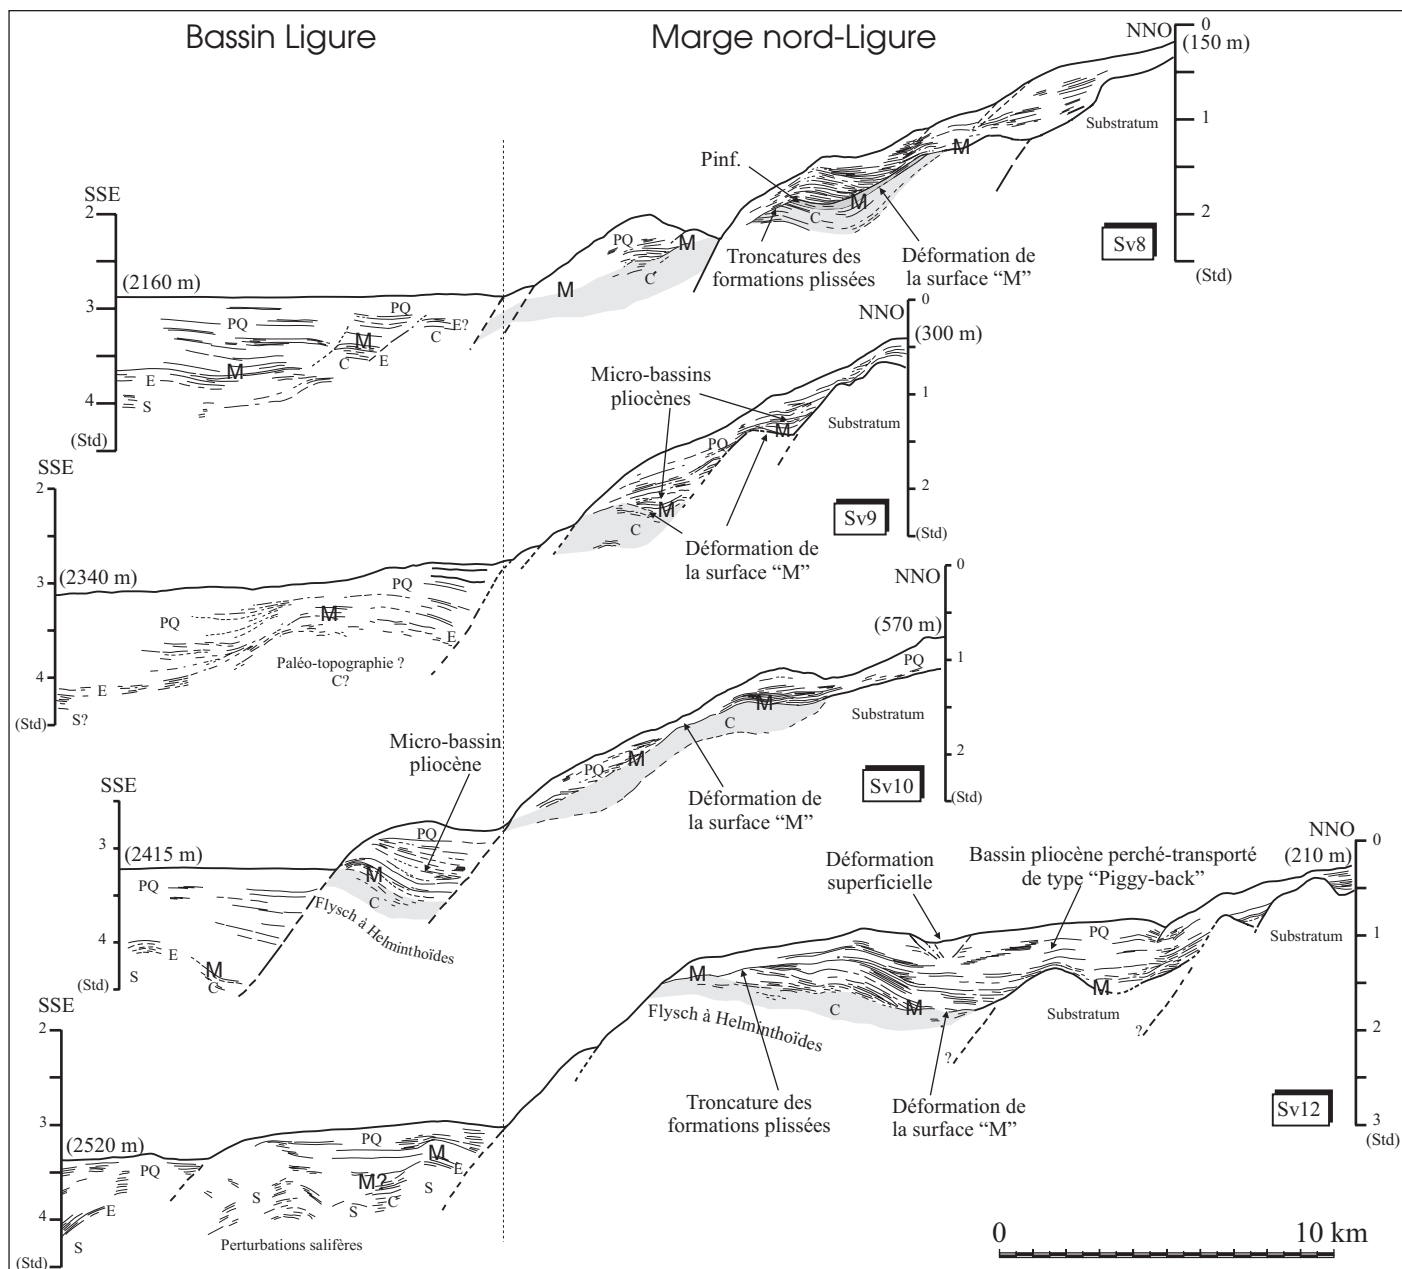 Bassin Ligure
Marge nord-Ligure
NNO
0
(150 m)
1
2
(Std)
Substratum
Sv8
Pinf.
M
M
C
Troncatures des
formations plissées
Déformation de
la surface “M”
SSE
2
(2160 m)
3
4
(Std)
PQ
M
C
M
PQ
PQ
E?
C
M
C
E
M
E
S
NNO
0
(300 m)
1
2
(Std)
Substratum
Sv9
Micro-bassins
pliocènes
M
PQ
M
C
Déformation de
la surface “M”
SSE
2
(2340 m)
3
4
(Std)
PQ
PQ
M
E
Paléo-topographie ?
C?
E
S?
NNO
0
(570 m)
1
2
(Std)
PQ
Substratum
Sv10
M
C
M
PQ
Déformation de
la surface “M”
Micro-bassin
pliocène
SSE
3
(2415 m)
4
(Std)
PQ
M
C
Flysch à Helminthoïdes
PQ
E
S
M
C
NNO
0
(210 m)
1
2
3
(Std)
Substratum
Sv12
Déformation
superficielle
Bassin pliocène perché-transporté
de type “Piggy-back”
PQ
M
M
M
C
Substratum
?
?
Flysch à Helminthoïdes
Troncature des
formations plissées
Déformation de
la surface “M”
SSE
2
3
(2520 m)
4
(Std)
PQ
PQ
M
E
M?
S
S
S
C
E
S
Perturbations salifères
0
10 km